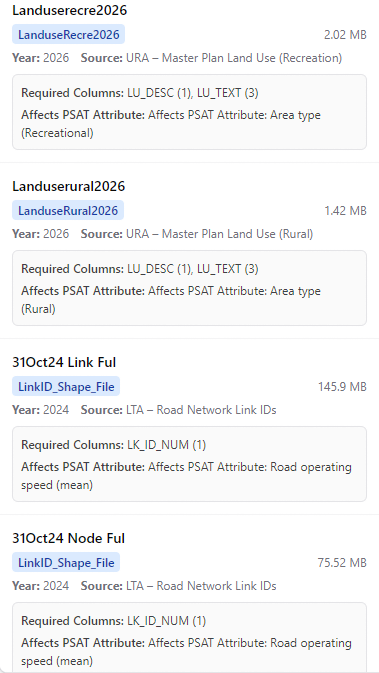 Landuserecre2026
LanduseRecre2026 2.02 MB
Year: 2026 Source: URA – Master Plan Land Use (Recreation)
Required Columns: LU_DESC (1), LU_TEXT (3)
Affects PSAT Attribute: Affects PSAT Attribute: Area type
(Recreational)
Landuserural2026
LanduseRural2026 1.42 MB
Year: 2026 Source: URA – Master Plan Land Use (Rural)
Required Columns: LU_DESC (1), LU_TEXT (3)
Affects PSAT Attribute: Affects PSAT Attribute: Area type
(Rural)
31Oct24 Link Ful
LinkID_Shape_File 145.9 MB
Year: 2024 Source: LTA – Road Network Link IDs
Required Columns: LK_ID_NUM (1)
Affects PSAT Attribute: Affects PSAT Attribute: Road operating
speed (mean)
31Oct24 Node Ful
LinkID_Shape_File 75.52 MB
Year: 2024 Source: LTA – Road Network Link IDs
Required Columns: LK_ID_NUM (1)
Affects PSAT Attribute: Affects PSAT Attribute: Road operating
speed (mean)